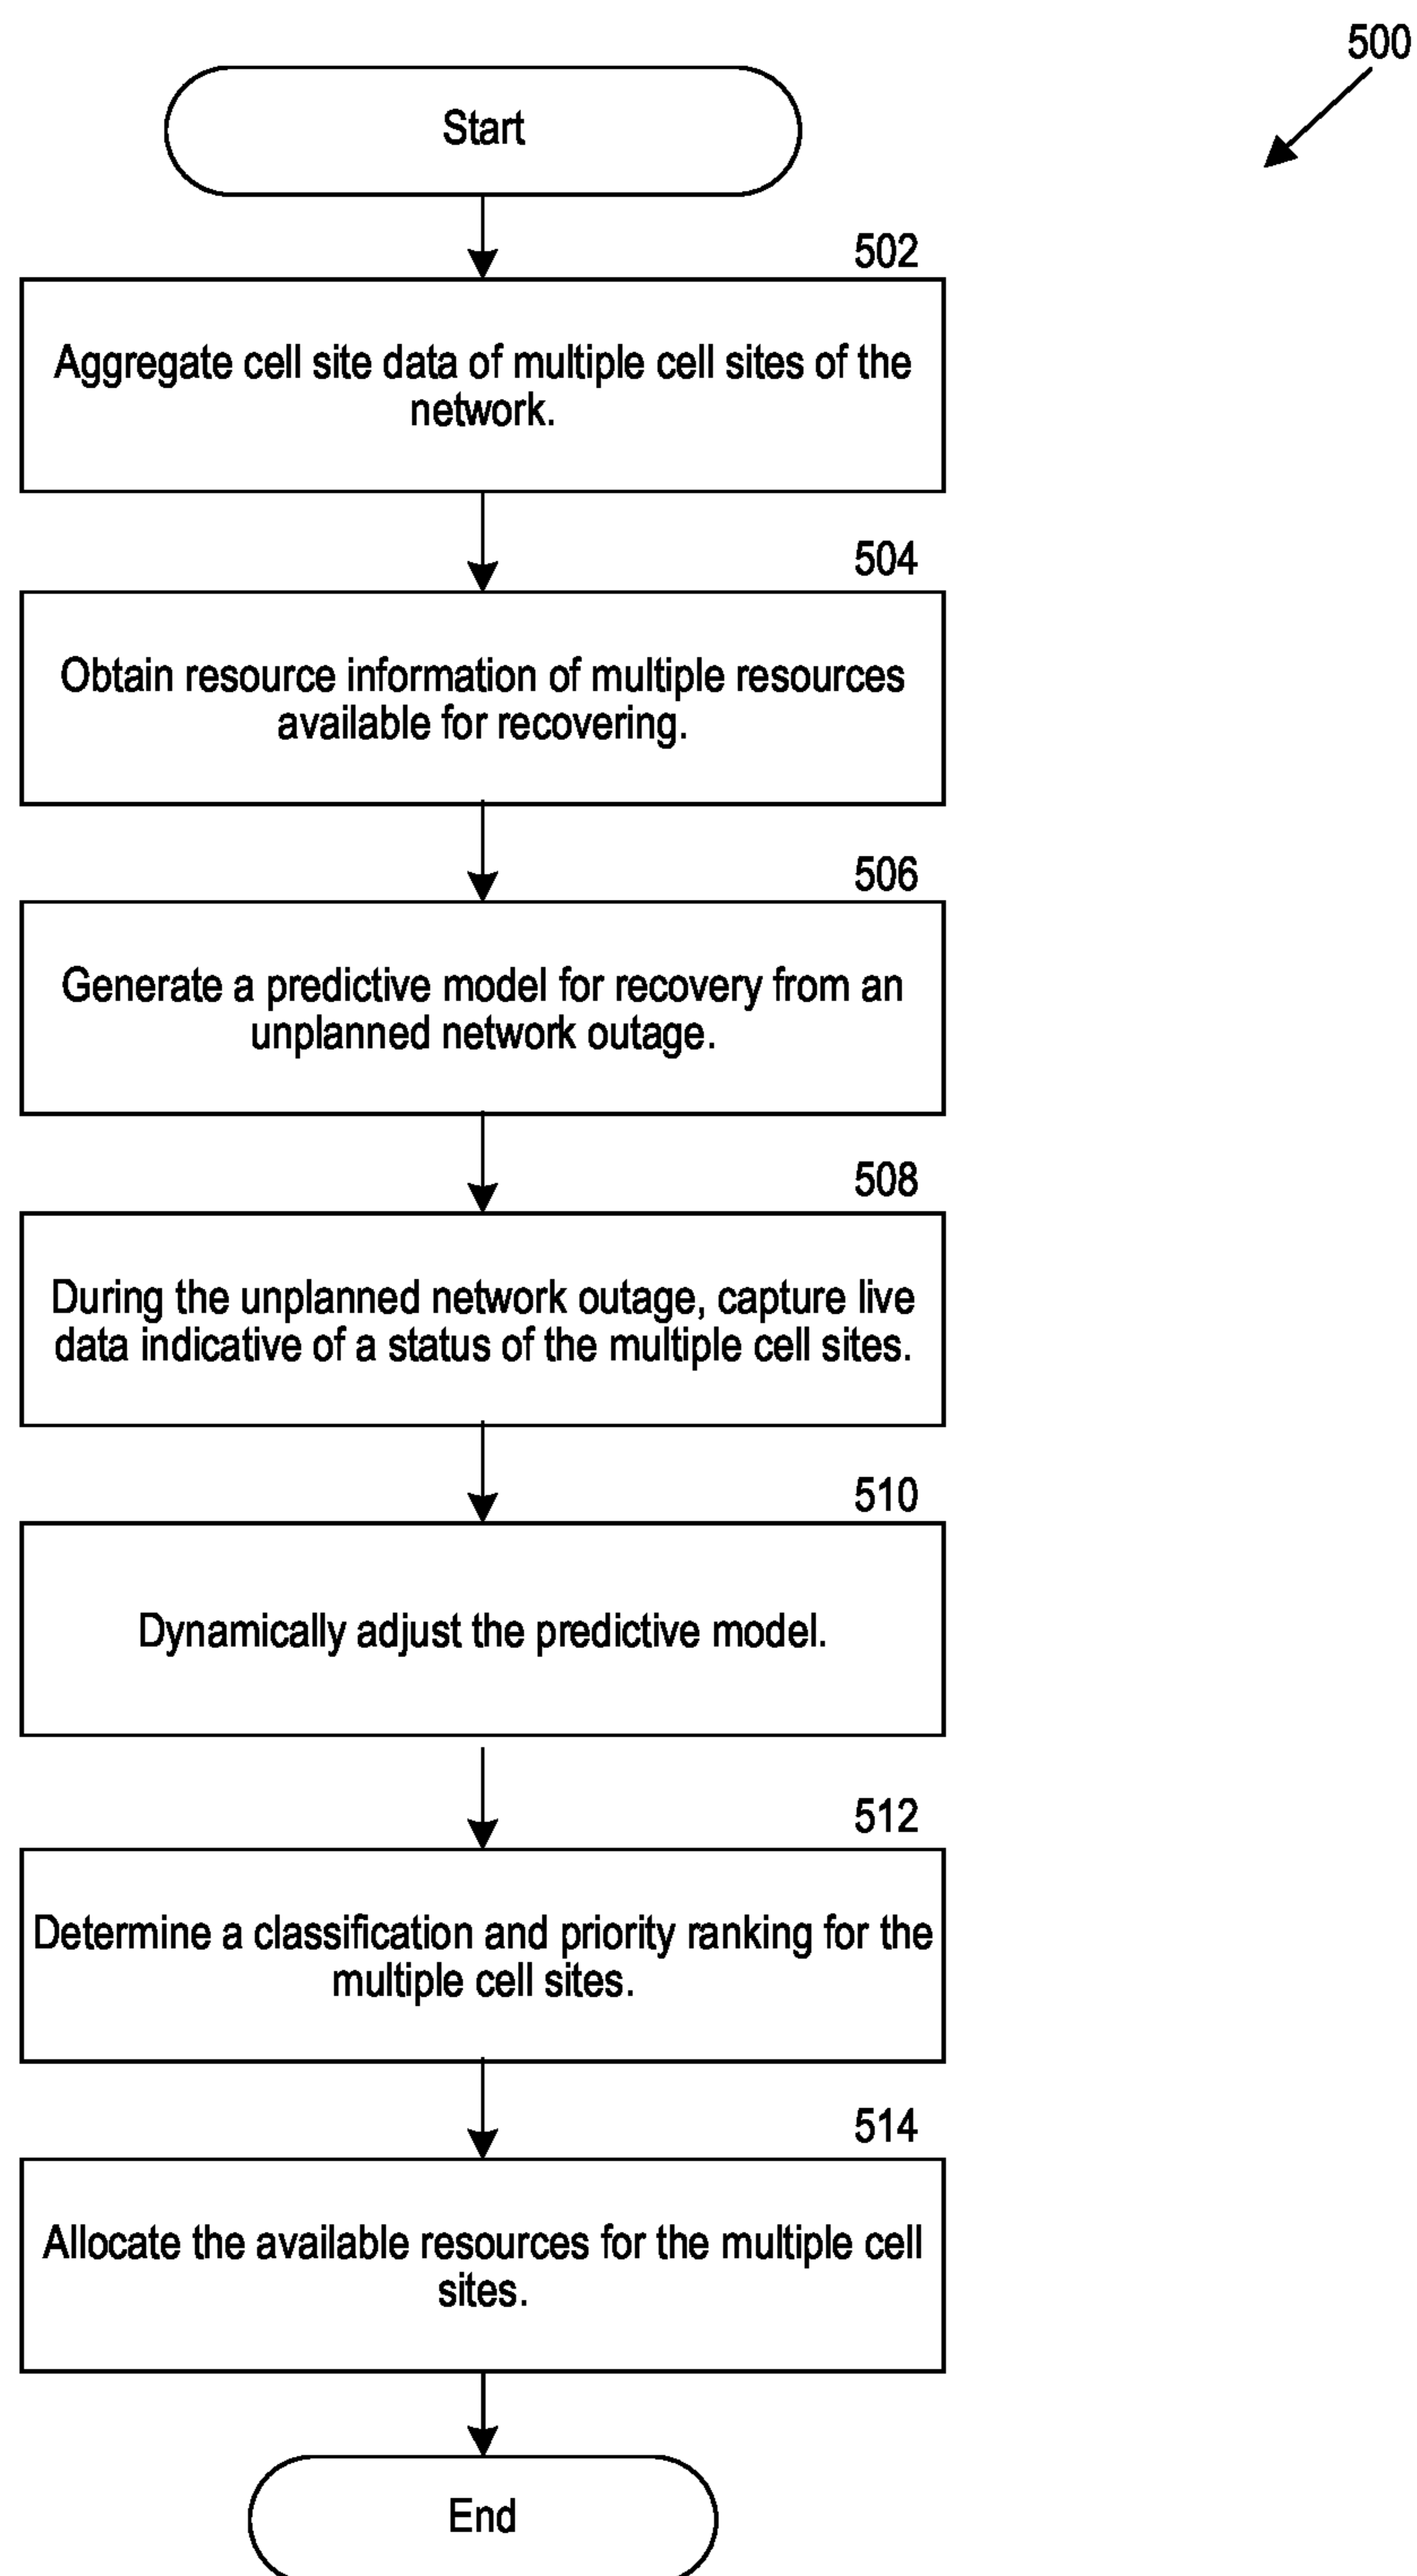 500
Start
502
Aggregate cell site data of multiple cell sites of the
network.
504
Obtain resource information of multiple resources
available for recovering.
506
Generate a predictive model for recovery from an
unplanned network outage.
508
During the unplanned network outage, capture live
data indicative of a status of the multiple cell sites.
510
Dynamically adjust the predictive model.
512
Determine a classification and priority ranking for the
multiple cell sites.
514
Allocate the available resources for the multiple cell
sites.
End